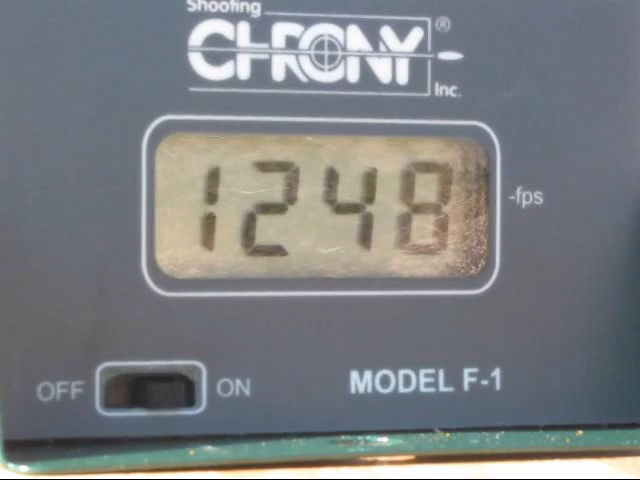 Shooting
CHRONY®
Inc.
1248
-fps
OFF ON
MODEL F-1